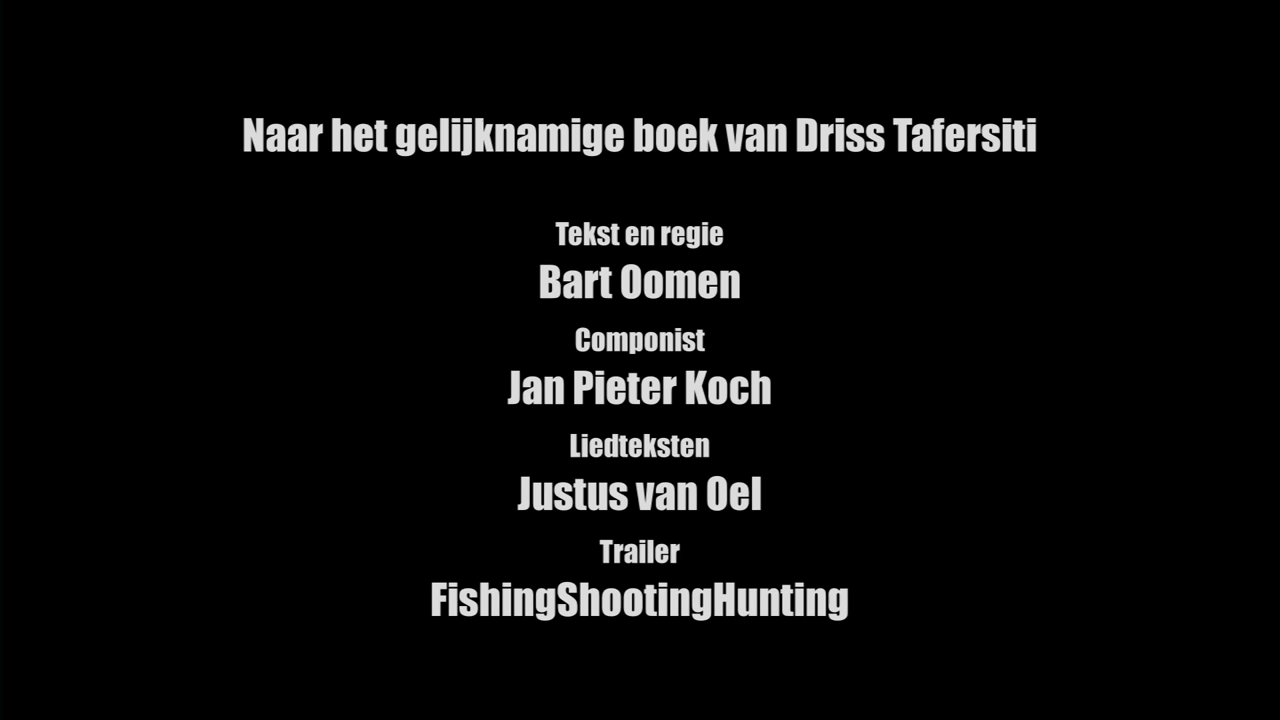 Naar het gelijknamige boek van Driss Tafersiti
Tekst en regie
Bart Oomen
Componist
Jan Pieter Koch
Liedteksten
Justus van Oel
Trailer
FishingShootingHunting